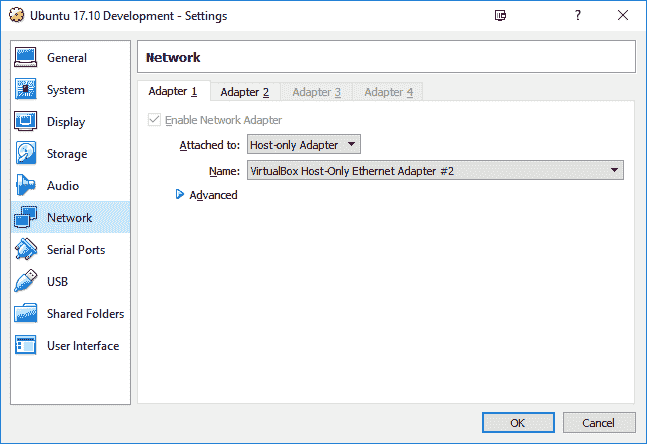 Ubuntu 17.10 Development - Settings
?
General
System
Display
Storage
Audio
Network
Serial Ports
USB
Shared Folders
User Interface
Network
Adapter 1 Adapter 2 Adapter 3 Adapter 4
Enable Network Adapter
Attached to: Host-only Adapter
Name: VirtualBox Host-Only Ethernet Adapter #2
Advanced
OK Cancel